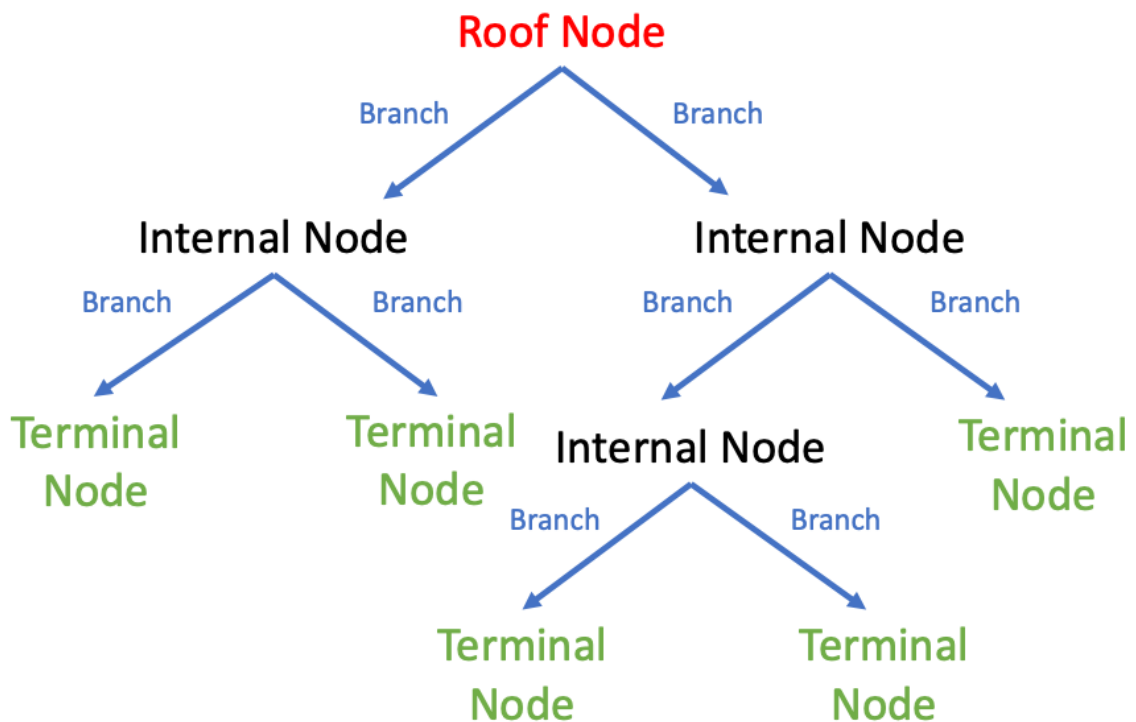 Roof Node
Branch
Branch
Internal Node
Internal Node
Branch
Branch
Branch
Branch
Terminal
Node
Terminal
Node
Internal Node
Terminal
Node
Branch
Branch
Terminal
Node
Terminal
Node